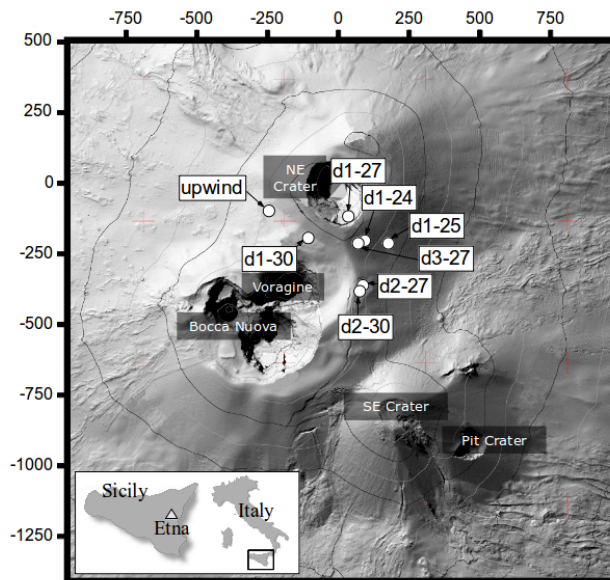 -750 -500 -250 0 250 500 750
500
250
0
-250
-500
-750
-1000
-1250
NE
Crater
d1-27
d1-24
upwind
d1-25
d1-30
d3-27
Voragine
d2-27
Bocca Nuova
d2-30
SE Crater
Pit Crater
Sicily
Etna
Italy